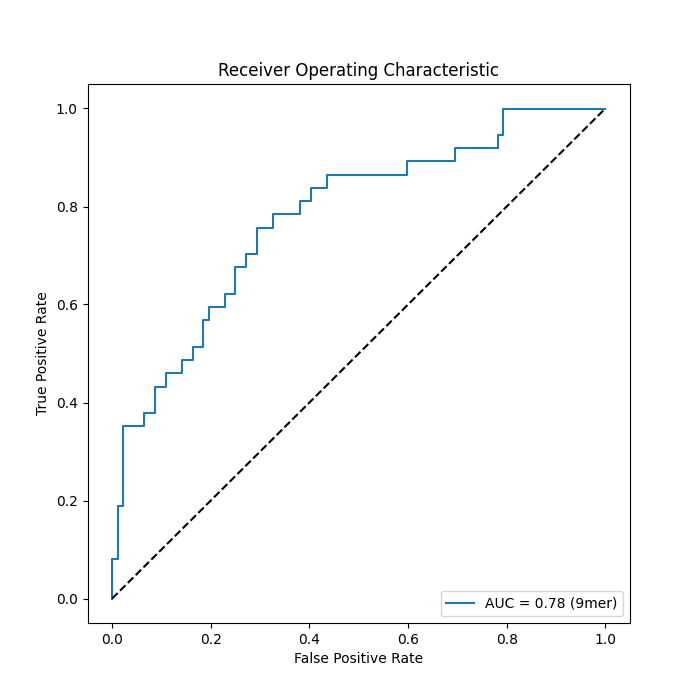 Receiver Operating Characteristic
True Positive Rate
1.0
0.8
0.6
0.4
0.2
0.0
0.0 0.2 0.4 0.6 0.8 1.0
False Positive Rate
AUC = 0.78 (9mer)